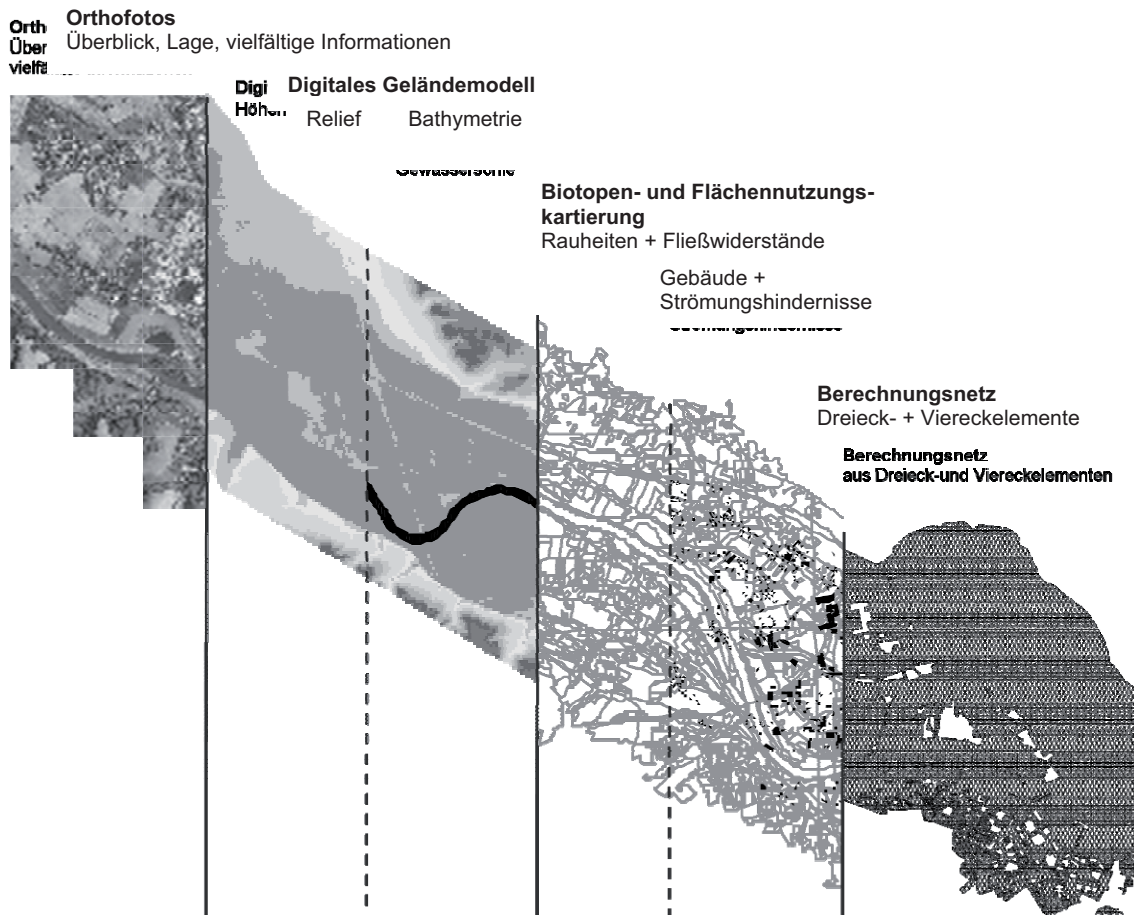 Orthofotos
Überblick, Lage, vielfältige Informationen
Digitales Geländemodell
Relief Bathymetrie
Biotopen- und Flächennutzungs-
kartierung
Rauheiten + Fließwiderstände
Gebäude +
Strömungshindernisse
Berechnungsnetz
Dreieck- + Viereckelemente
Berechnungsnetz
aus Dreieck-und Viereckelementen